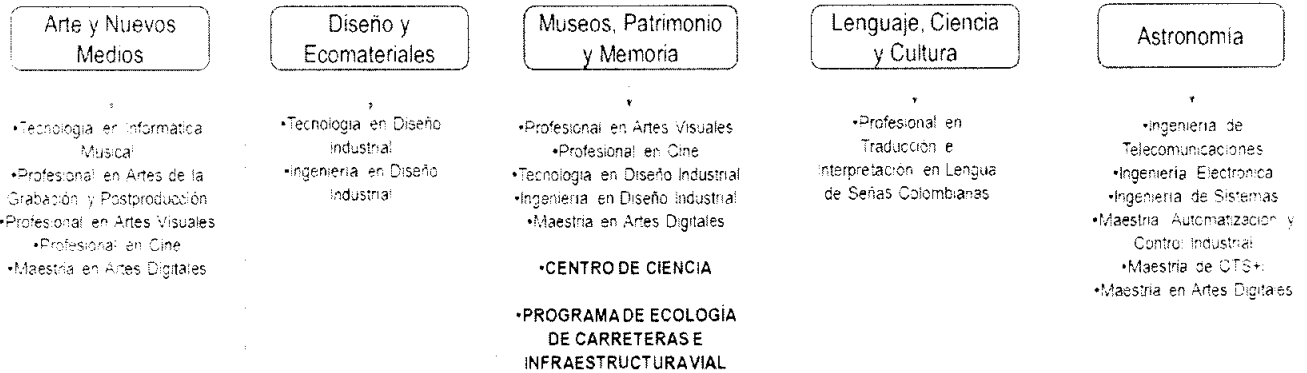 Arte y Nuevos
Medios
•Tecnología en Informática
Musical
•Profesional en Artes de la
Grabación y Postproducción
•Profesional en Artes Visuales
•Profesional en Cine
•Maestría en Artes Digitales
Diseño y
Ecomateriales
•Tecnología en Diseño
Industrial
•Ingeniería en Diseño
Industrial
Museos, Patrimonio
y Memoria
•Profesional en Artes Visuales
•Profesional en Cine
•Tecnología en Diseño Industrial
•Ingeniería en Diseño Industrial
•Maestría en Artes Digitales
•CENTRO DE CIENCIA
•PROGRAMA DE ECOLOGÍA
DE CARRETERAS E
INFRAESTRUCTURA VIAL
Lenguaje, Ciencia
y Cultura
•Profesional en
Traducción e
Interpretación en Lengua
de Señas Colombianas
Astronomía
•Ingeniería de
Telecomunicaciones
•Ingeniería Electrónica
•Ingeniería de Sistemas
•Maestría Automatización y
Control Industrial
•Maestría de CTS+i
•Maestría en Artes Digitales